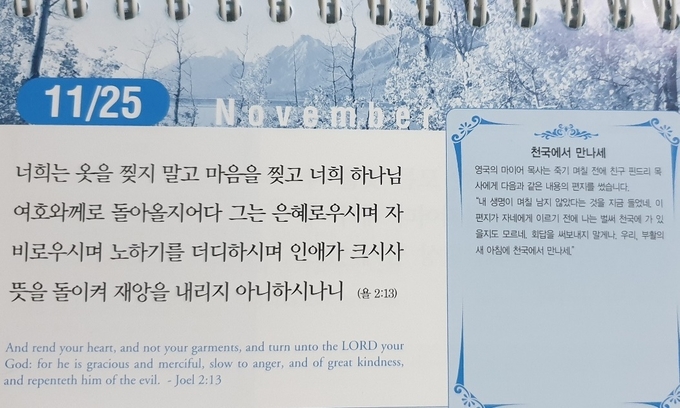 11/25
November
너희는 옷을 찢지 말고 마음을 찢고 너희 하나님
여호와께로 돌아올지어다 그는 은혜로우시며 자
비로우시며 노하기를 더디하시며 인애가 크시사
뜻을 돌이켜 재앙을 내리지 아니하시나니 (욜 2:13)
And rend your heart, and not your garments, and turn unto the LORD your
God: for he is gracious and merciful, slow to anger, and of great kindness,
and repenteth him of the evil. - Joel 2:13
천국에서 만나세
영국의 마이어 목사는 죽기 며칠 전에 친구 판드리 목
사에게 다음과 같은 내용의 편지를 썼습니다.
"내 생명이 며칠 남지 않았다는 것을 지금 들었네, 이
편지가 자네에게 이르기 전에 나는 벌써 천국에 가 있
을지도 모르네. 회답을 써보내지 말게나. 우리, 부활의
새 아침에 천국에서 만나세."